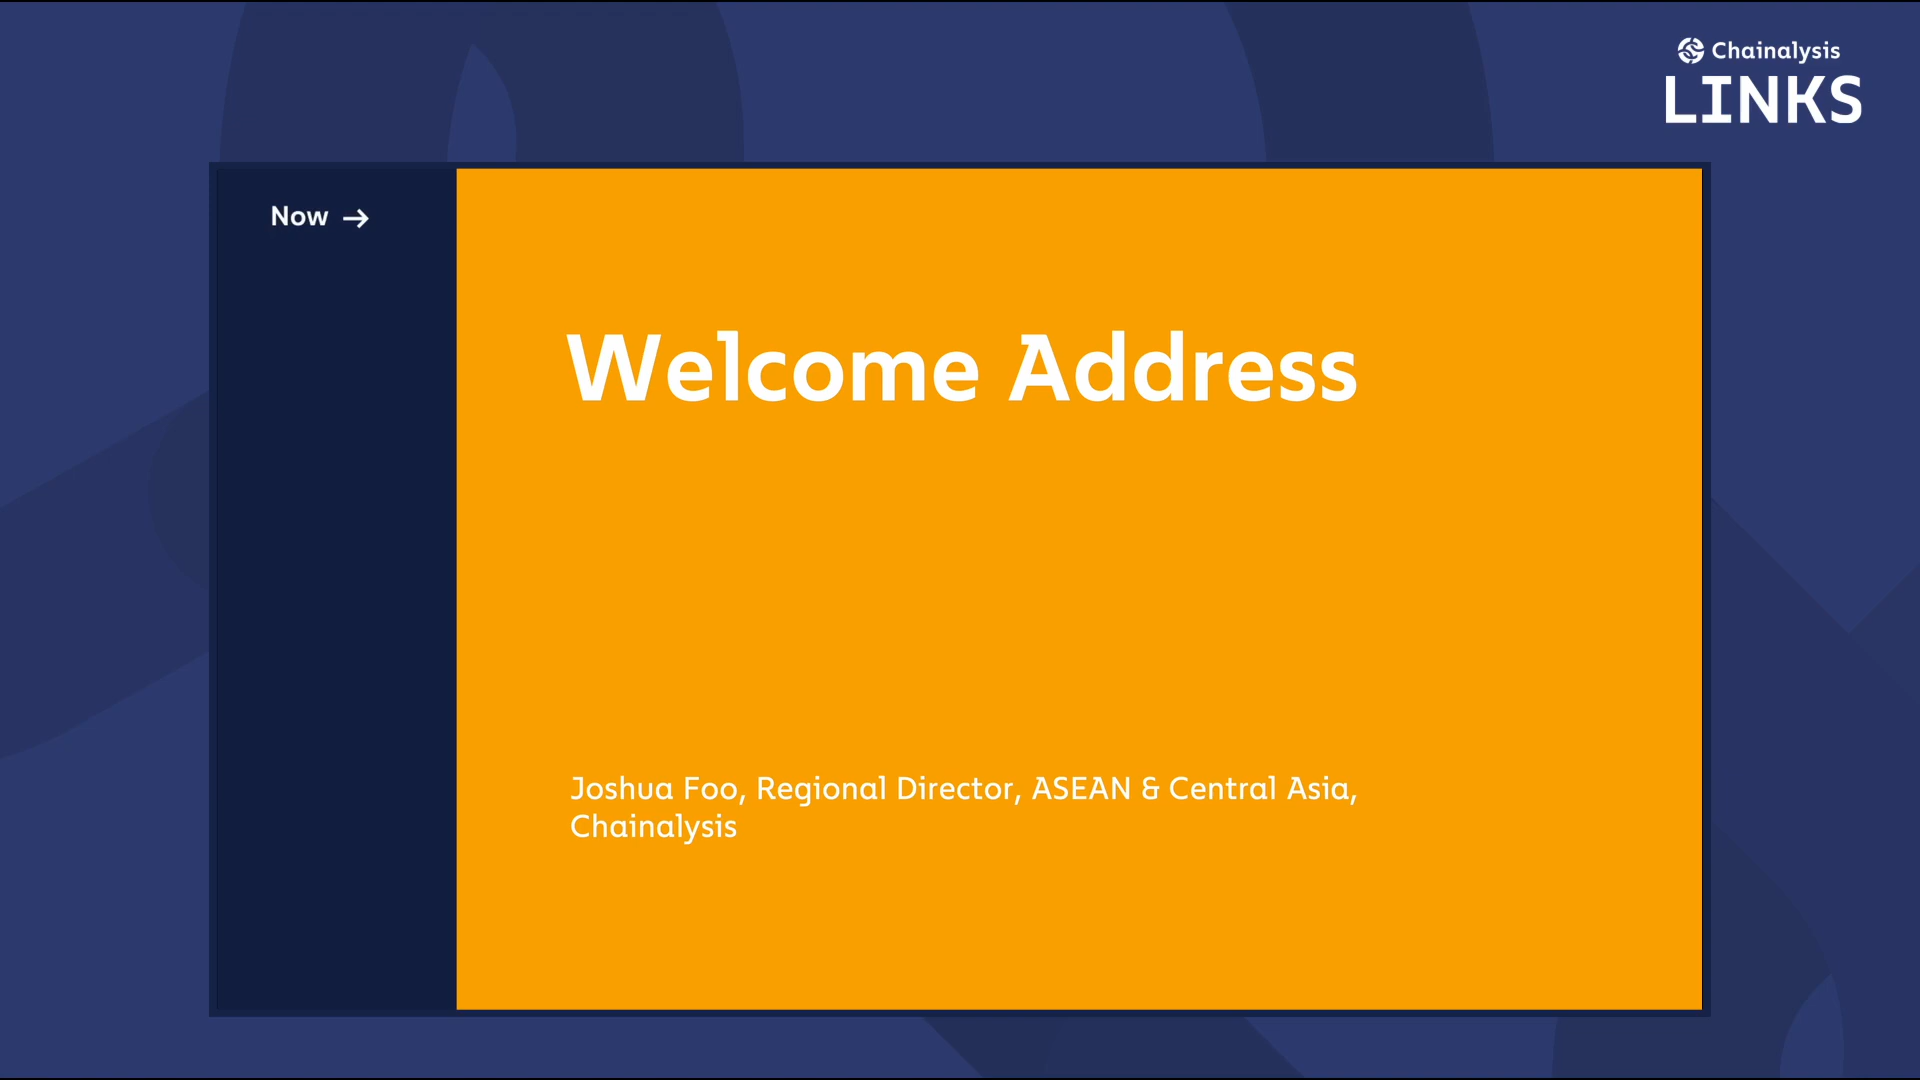 Chainalysis
LINKS
Now →
Welcome Address
Joshua Foo, Regional Director, ASEAN & Central Asia,
Chainalysis